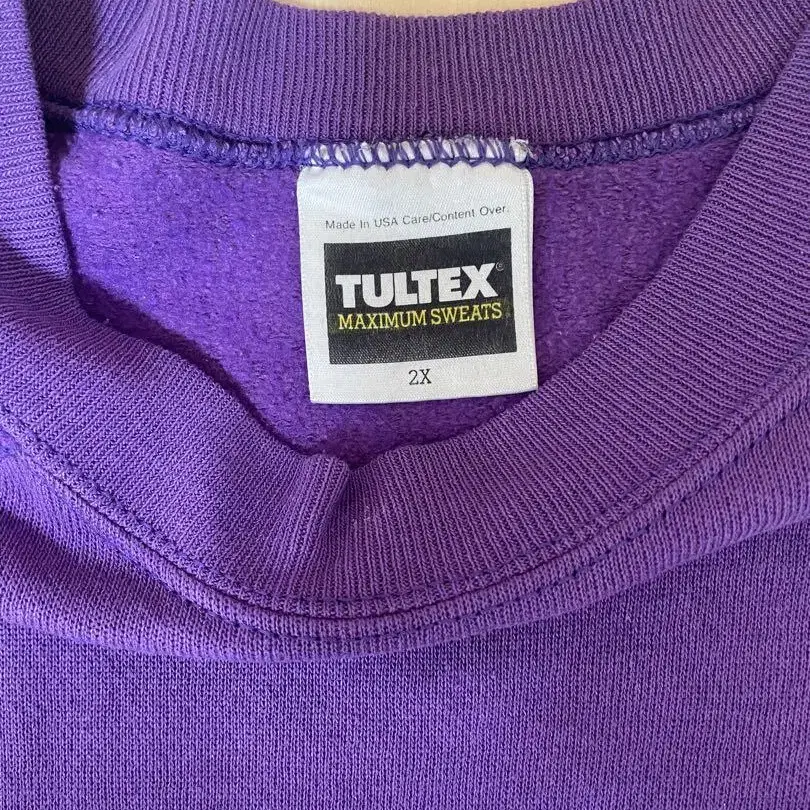 Made In USA Care/Content Over.
TULTEX®
MAXIMUM SWEATS
2X